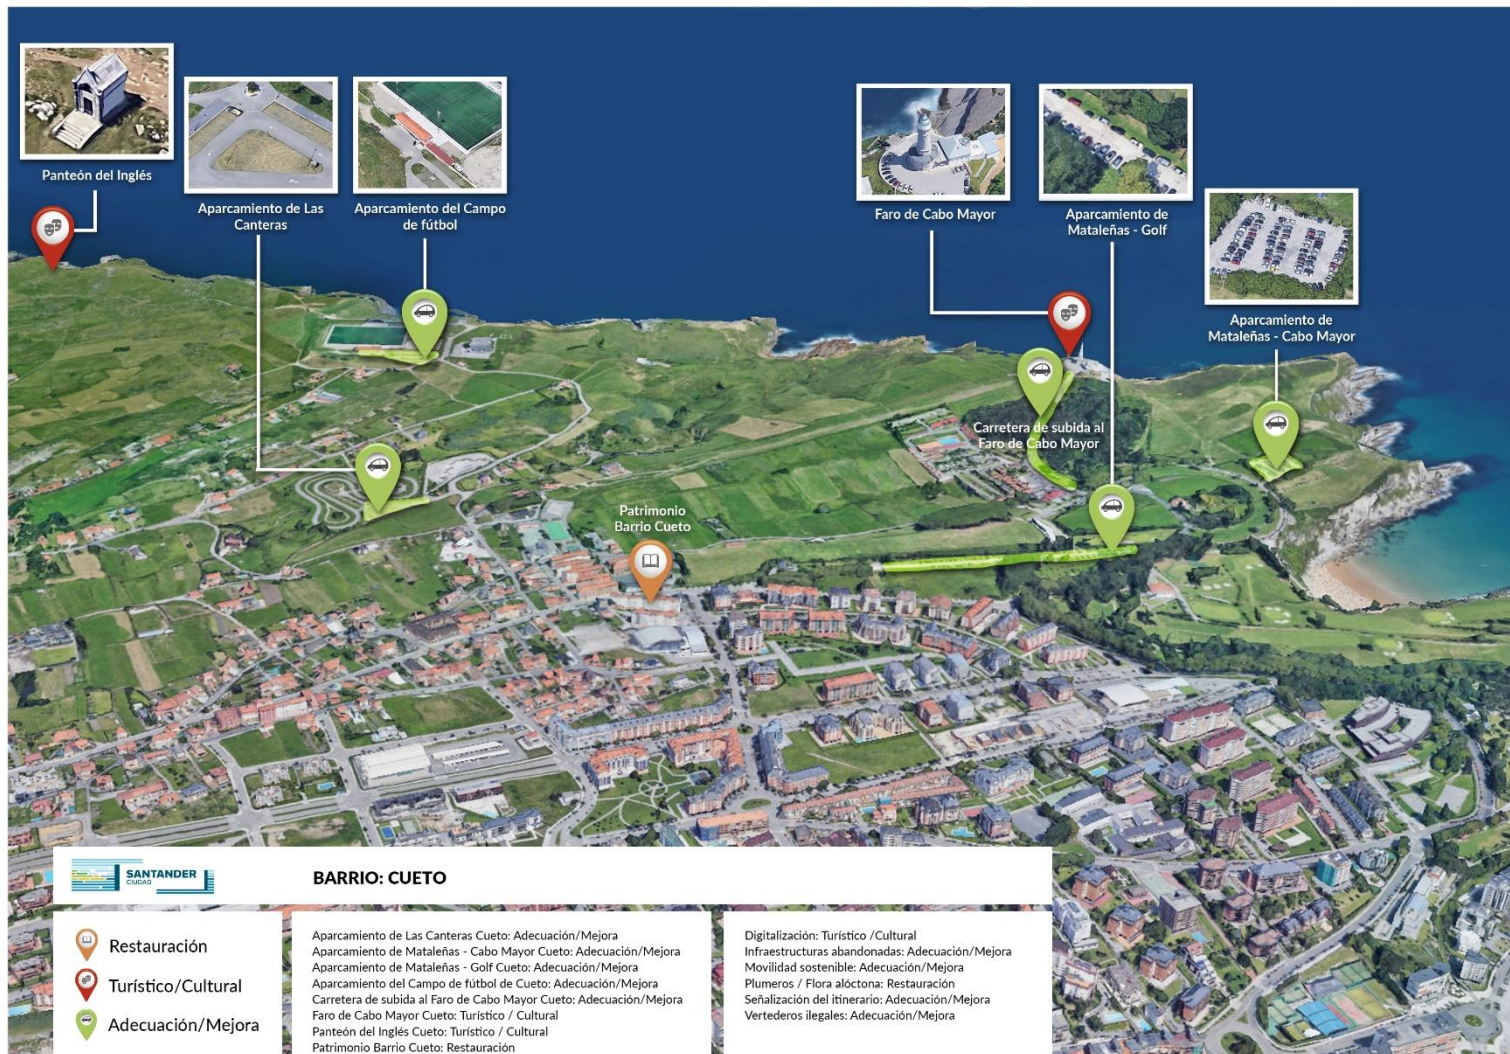 Panteón del Inglés
Aparcamiento de Las
Canteras
Aparcamiento del Campo
de fútbol
Faro de Cabo Mayor
Aparcamiento de
Mataleñas - Golf
Aparcamiento de
Mataleñas - Cabo Mayor
Carretera de subida al
Faro de Cabo Mayor
Patrimonio
Barrio Cueto
SANTANDER
CIUDAD
BARRIO: CUETO
Restauración
Turístico/Cultural
Adecuación/Mejora
Aparcamiento de Las Canteras Cueto: Adecuación/Mejora
Aparcamiento de Mataleñas - Cabo Mayor Cueto: Adecuación/Mejora
Aparcamiento de Mataleñas - Golf Cueto: Adecuación/Mejora
Aparcamiento del Campo de fútbol de Cueto: Adecuación/Mejora
Carretera de subida al Faro de Cabo Mayor Cueto: Adecuación/Mejora
Faro de Cabo Mayor Cueto: Turístico / Cultural
Panteón del Inglés Cueto: Turístico / Cultural
Patrimonio Barrio Cueto: Restauración
Digitalización: Turístico /Cultural
Infraestructuras abandonadas: Adecuación/Mejora
Movilidad sostenible: Adecuación/Mejora
Plumeros / Flora alóctona: Restauración
Señalización del itinerario: Adecuación/Mejora
Vertederos ilegales: Adecuación/Mejora